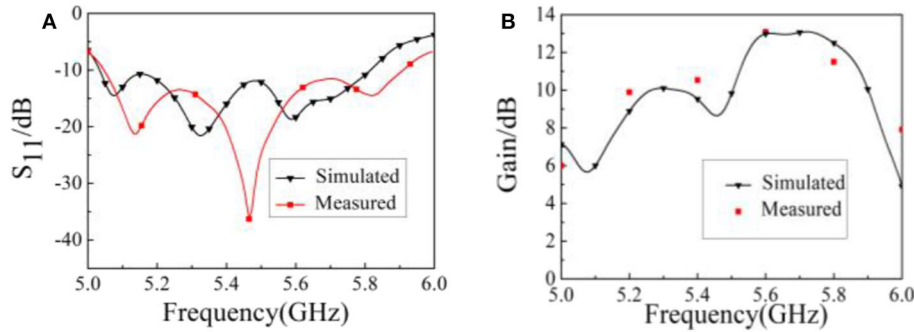 A
0
-10
-20
-30
-40
S11/dB
Simulated
Measured
5.0 5.2 5.4 5.6 5.8 6.0
Frequency(GHz)
B
14
12
10
8
6
4
2
0
Gain/dB
Simulated
Measured
5.0 5.2 5.4 5.6 5.8 6.0
Frequency(GHz)